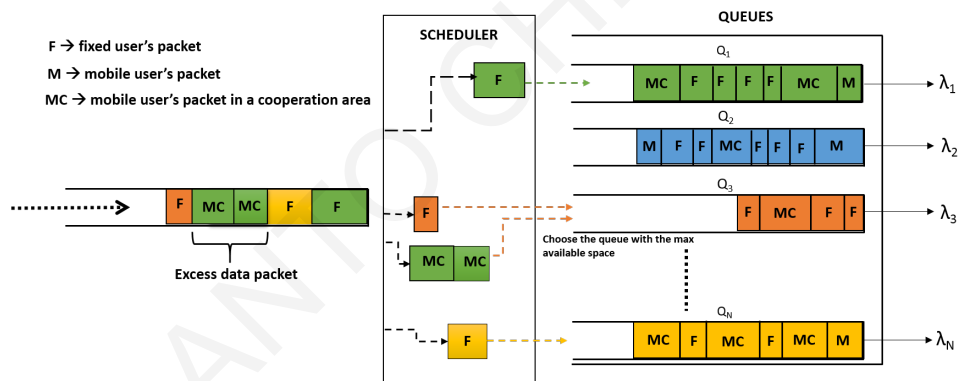 QUEUES
SCHEDULER
F → fixed user's packet
M → mobile user's packet
MC → mobile user's packet in a cooperation area
Q1
F
MC F F F F MC M
λ1
Q2
M F F MC F F F M
λ2
Q3
F MC MC F F
F
F MC F F
λ3
MC MC
Choose the queue with the max
available space
Excess data packet
QN
F
MC F MC F MC M
λN
ANTO CH